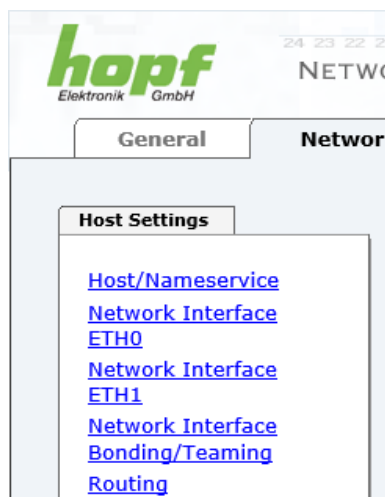 hopf
Elektronik GmbH
24 23 22 2
NETWO
General
Networ
Host Settings
Host/Nameservice
Network Interface
ETH0
Network Interface
ETH1
Network Interface
Bonding/Teaming
Routing